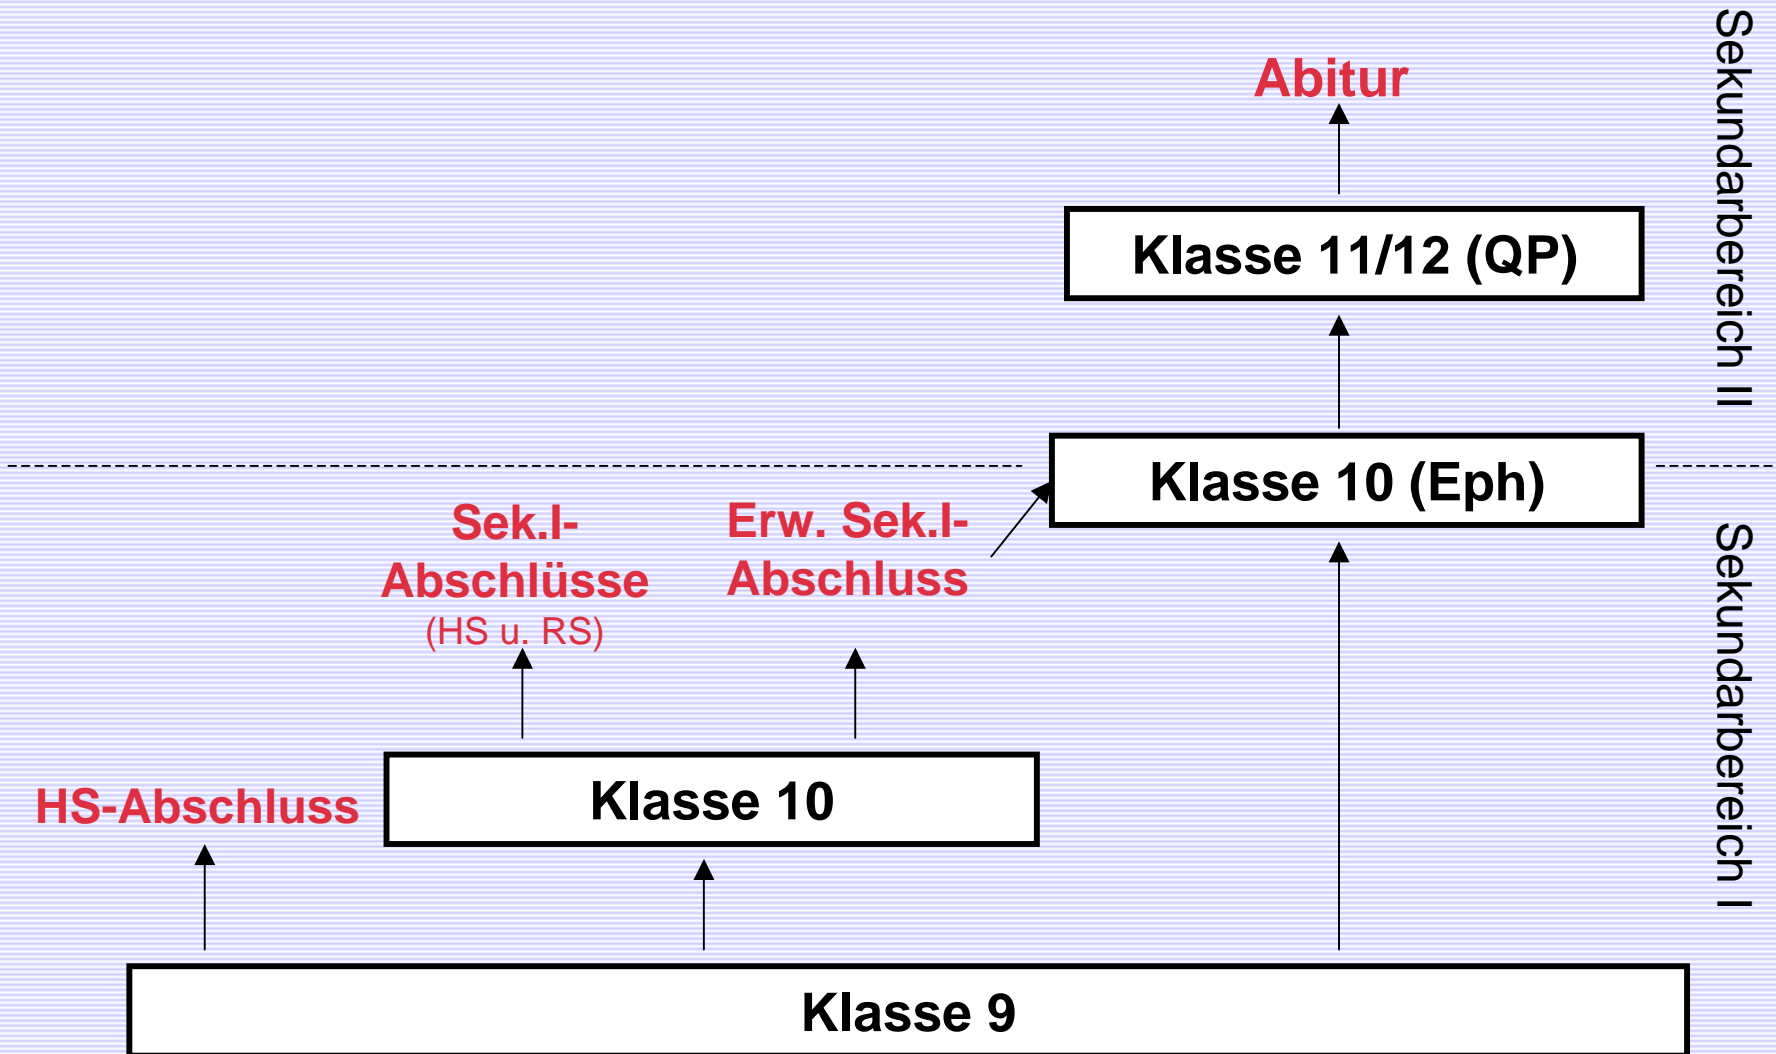 Abitur
Sekundarbereich II
Klasse 11/12 (QP)
Klasse 10 (Eph)
Sek.I-
Abschlüsse
(HS u. RS)
Erw. Sek.I-
Abschluss
Sekundarbereich I
HS-Abschluss
Klasse 10
Klasse 9